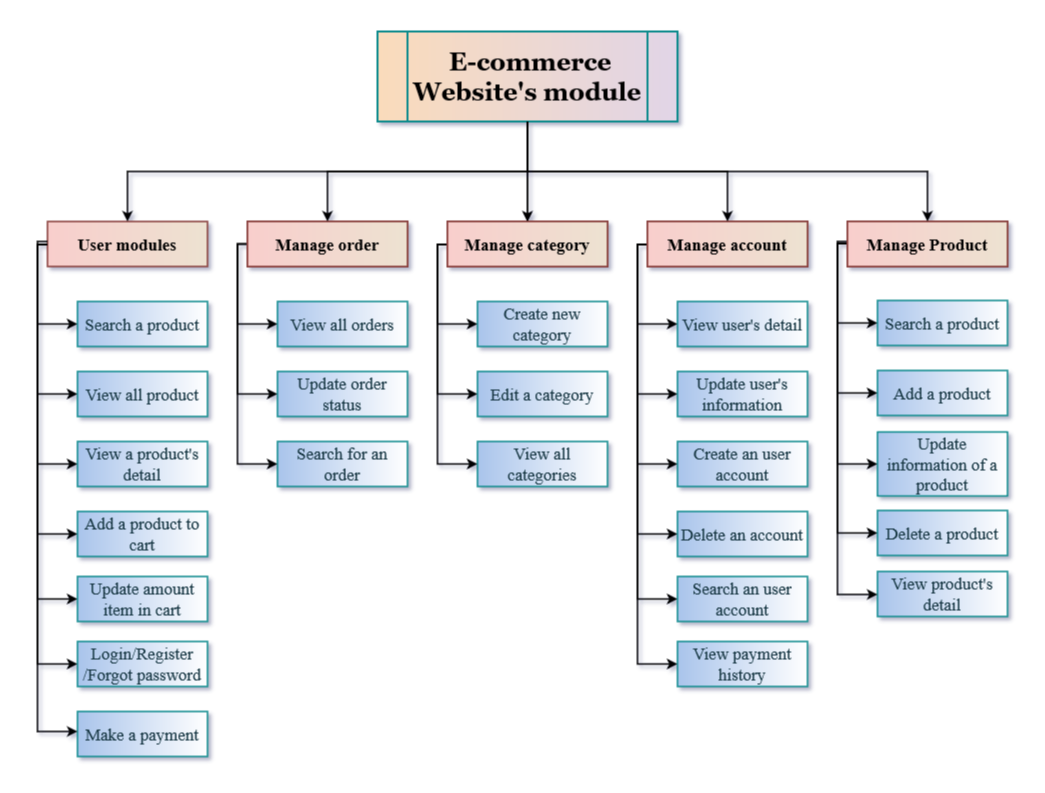 E-commerce
Website's module
User modules
Manage order
Manage category
Manage account
Manage Product
Search a product
View all product
View a product's
detail
Add a product to
cart
Update amount
item in cart
Login/Register
/Forgot password
Make a payment
View all orders
Update order
status
Search for an
order
Create new
category
Edit a category
View all
categories
View user's detail
Update user's
information
Create an user
account
Delete an account
Search an user
account
View payment
history
Search a product
Add a product
Update
information of a
product
Delete a product
View product's
detail